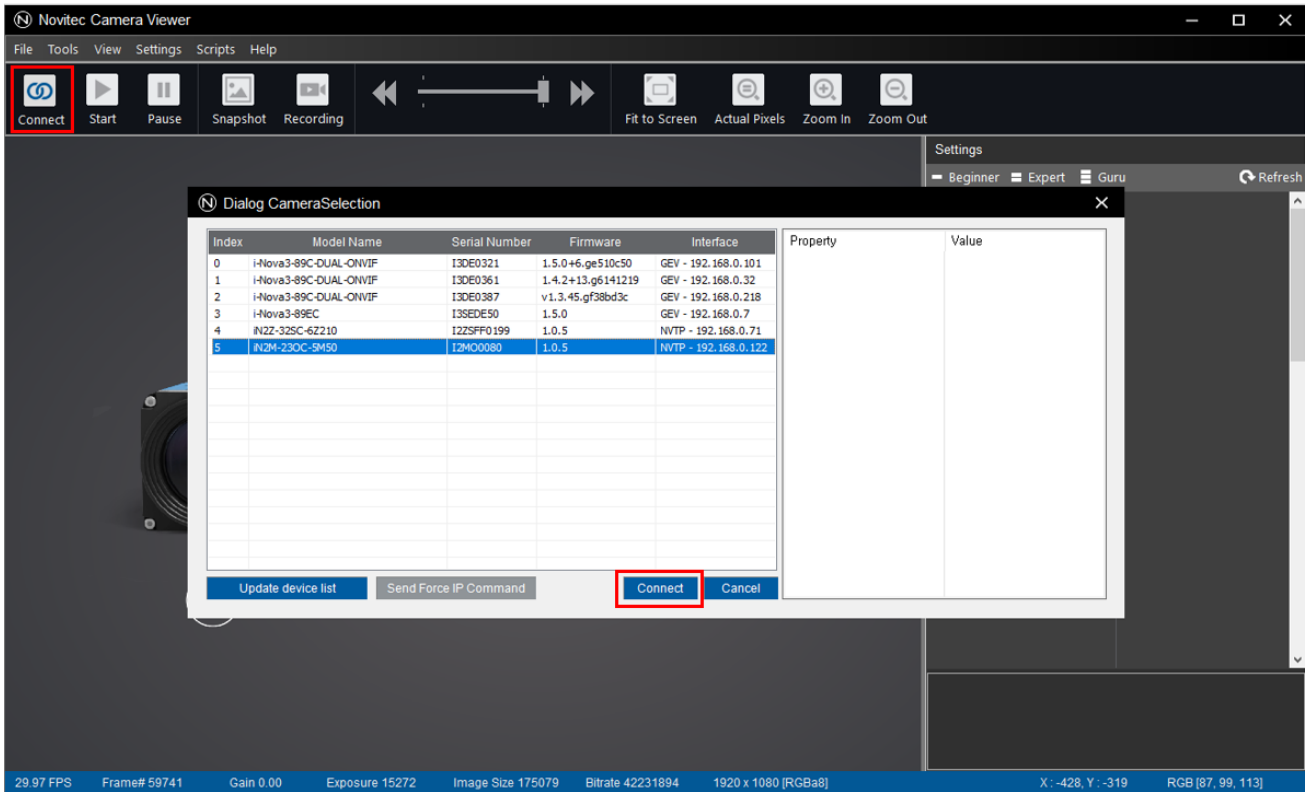 Novitec Camera Viewer
File Tools View Settings Scripts Help
Connect Start Pause Snapshot Recording Fit to Screen Actual Pixels Zoom In Zoom Out
Settings
Beginner Expert Guru Refresh
Dialog CameraSelection
Index Model Name Serial Number Firmware Interface Property Value
0 i-Nova3-89C-DUAL-ONVIF I3DE0321 1.5.0+6.ge510c50 GEV - 192.168.0.101
1 i-Nova3-89C-DUAL-ONVIF I3DE0361 1.4.2+13.g6141219 GEV - 192.168.0.32
2 i-Nova3-89C-DUAL-ONVIF I3DE0387 v1.3.45.gf38bd3c GEV - 192.168.0.218
3 i-Nova3-89EC I3SEDE50 1.5.0 GEV - 192.168.0.7
4 iN2Z-32SC-6Z210 I2ZSFF0199 1.0.5 NVTP - 192.168.0.71
5 iN2M-23OC-5M50 I2MO0080 1.0.5 NVTP - 192.168.0.122
Update device list Send Force IP Command Connect Cancel
29.97 FPS Frame# 59741 Gain 0.00 Exposure 15272 Image Size 175079 Bitrate 42231894 1920 x 1080 [RGBa8] X : -428, Y : -319 RGB [87, 99, 113]